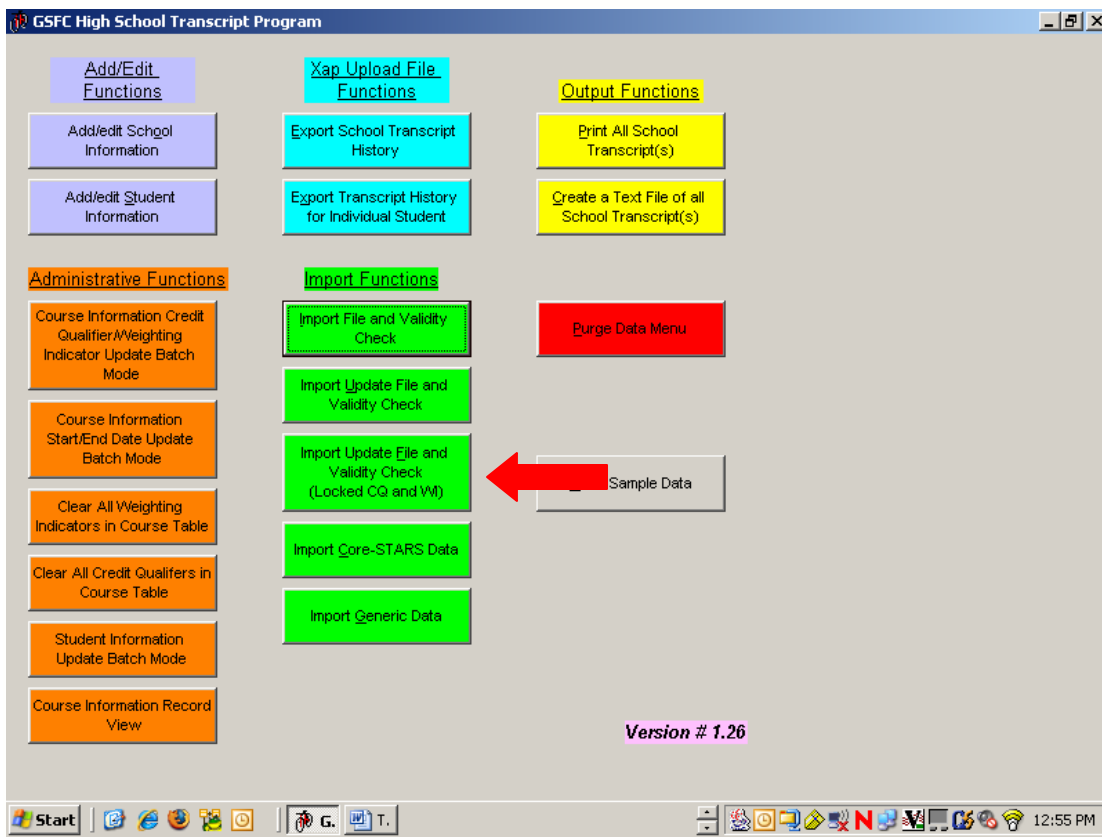 GSFC High School Transcript Program
Add/Edit
Functions
Add/edit School
Information
Add/edit Student
Information
Xap Upload File
Functions
Export School Transcript
History
Export Transcript History
for Individual Student
Output Functions
Print All School
Transcript(s)
Create a Text File of all
School Transcript(s)
Administrative Functions
Course Information Credit
Qualifier/Weighting
Indicator Update Batch
Mode
Course Information
Start/End Date Update
Batch Mode
Clear All Weighting
Indicators in Course Table
Clear All Credit Qualifers in
Course Table
Student Information
Update Batch Mode
Course Information Record
View
Import Functions
Import File and Validity
Check
Import Update File and
Validity Check
Import Update File and
Validity Check
(Locked CQ and WI)
Import Core-STARS Data
Import Generic Data
Purge Data Menu
Sample Data
Version # 1.26
Start
G.
T.
N
12:55 PM